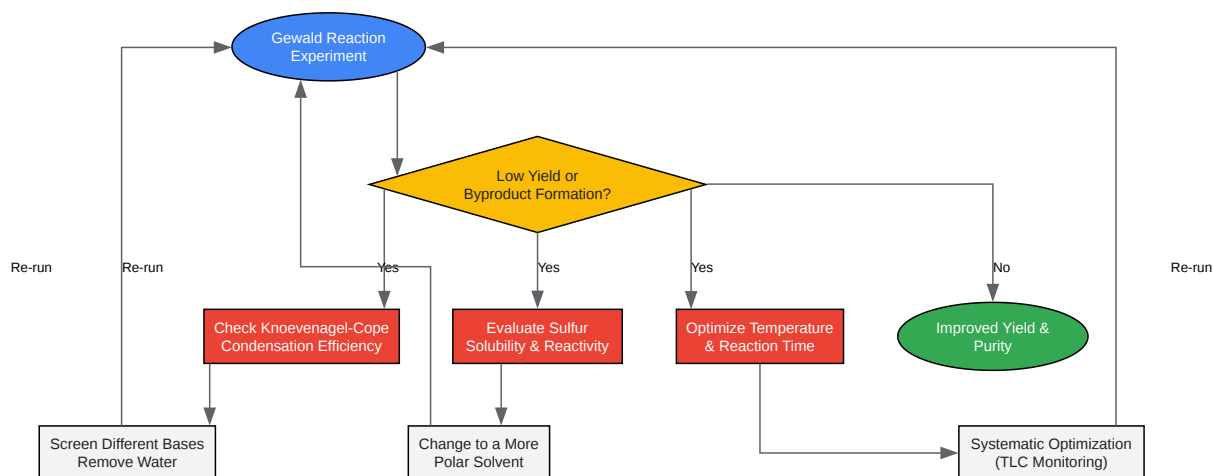 Gewald Reaction
Experiment
Low Yield or
Byproduct Formation?
Re-run
Re-run
Yes
Yes
Yes
No
Re-run
Check Knoevenagel-Cope
Condensation Efficiency
Evaluate Sulfur
Solubility & Reactivity
Optimize Temperature
& Reaction Time
Improved Yield &
Purity
Screen Different Bases
Remove Water
Change to a More
Polar Solvent
Systematic Optimization
(TLC Monitoring)